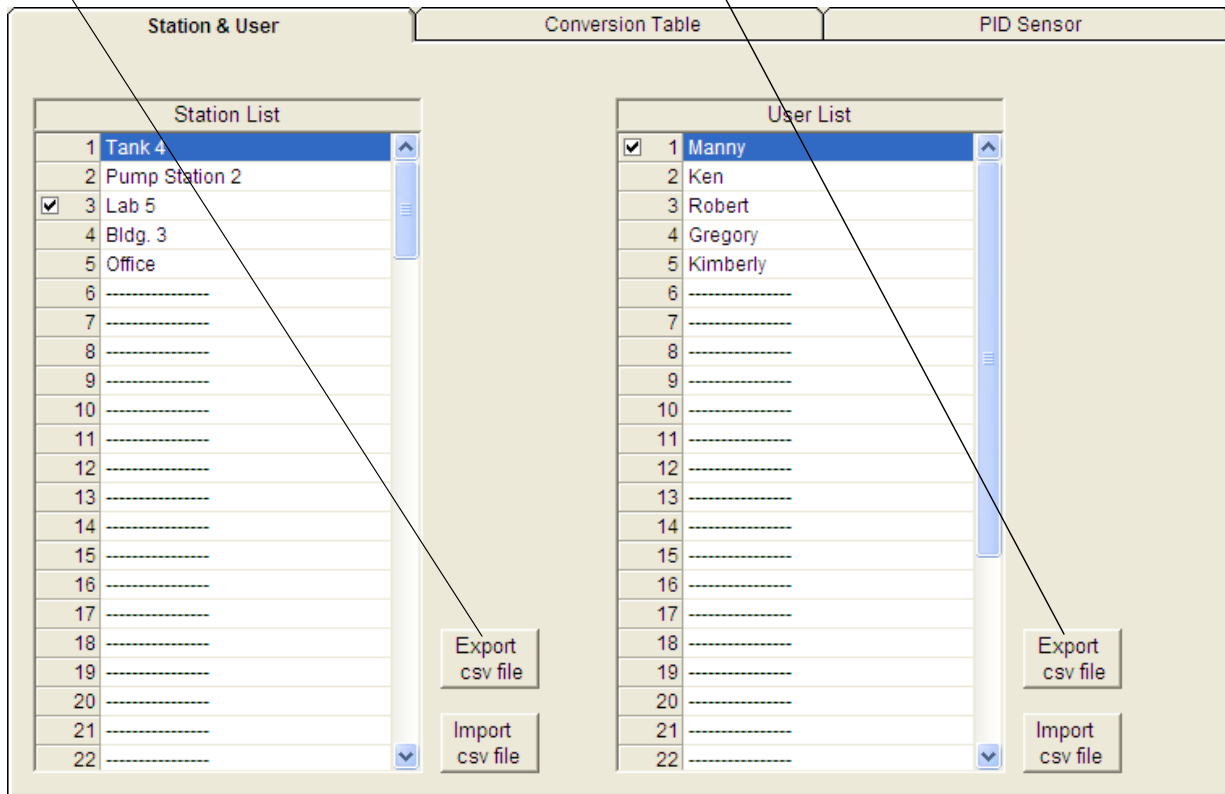 Station & User
Conversion Table
PID Sensor
Station List
1 Tank 4
2 Pump Station 2
3 Lab 5
4 Bldg. 3
5 Office
6 ----------------
7 ----------------
8 ----------------
9 ----------------
10 ----------------
11 ----------------
12 ----------------
13 ----------------
14 ----------------
15 ----------------
16 ----------------
17 ----------------
18 ----------------
19 ----------------
20 ----------------
21 ----------------
22 ----------------
Export
csv file
Import
csv file
User List
1 Manny
2 Ken
3 Robert
4 Gregory
5 Kimberly
6 ----------------
7 ----------------
8 ----------------
9 ----------------
10 ----------------
11 ----------------
12 ----------------
13 ----------------
14 ----------------
15 ----------------
16 ----------------
17 ----------------
18 ----------------
19 ----------------
20 ----------------
21 ----------------
22 ----------------
Export
csv file
Import
csv file